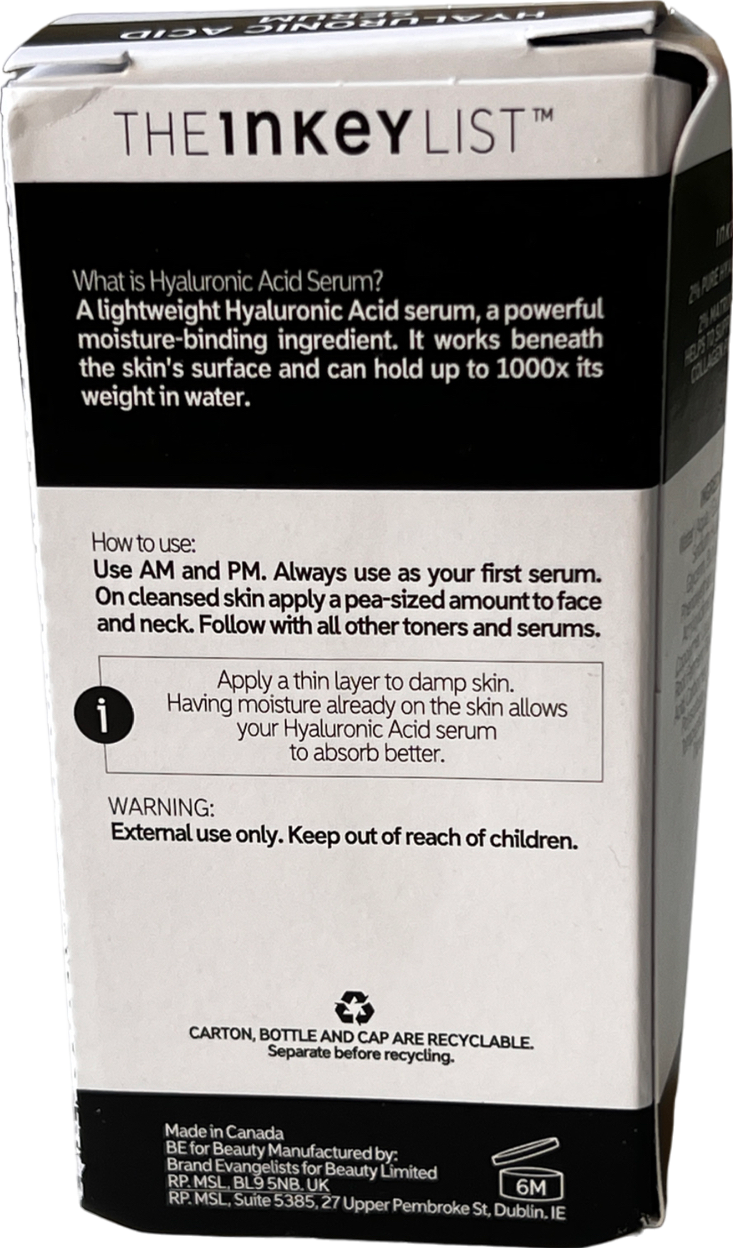 HYALURONIC ACID
SERUM
THE INKEY LIST™
What is Hyaluronic Acid Serum?
A lightweight Hyaluronic Acid serum, a powerful
moisture-binding ingredient. It works beneath
the skin's surface and can hold up to 1000x its
weight in water.
How to use:
Use AM and PM. Always use as your first serum.
On cleansed skin apply a pea-sized amount to face
and neck. Follow with all other toners and serums.
i
Apply a thin layer to damp skin.
Having moisture already on the skin allows
your Hyaluronic Acid serum
to absorb better.
WARNING:
External use only. Keep out of reach of children.
CARTON, BOTTLE AND CAP ARE RECYCLABLE.
Separate before recycling.
Made in Canada
BE for Beauty Manufactured by:
Brand Evangelists for Beauty Limited
RP. MSL, BL9 5NB. UK
RP. MSL, Suite 5385, 27 Upper Pembroke St, Dublin. IE
6M
2% PURE
2%
HELPS TO